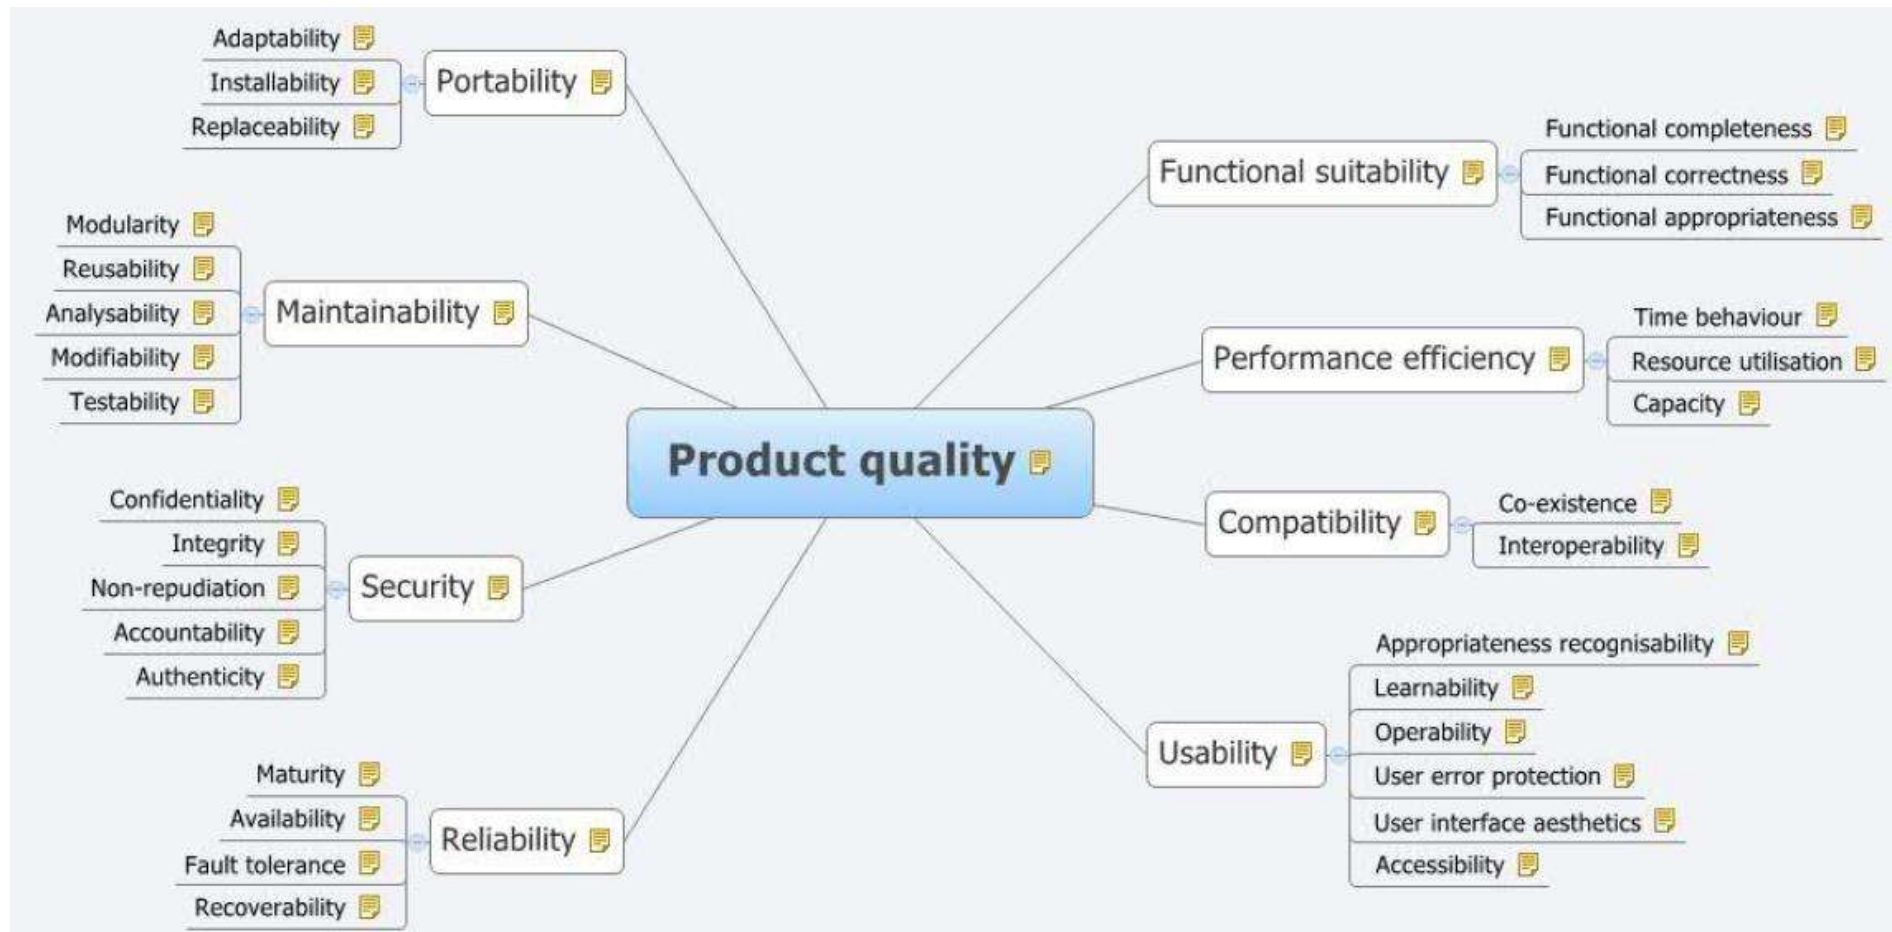 Product quality
Functional suitability
Functional completeness
Functional correctness
Functional appropriateness
Performance efficiency
Time behaviour
Resource utilisation
Capacity
Compatibility
Co-existence
Interoperability
Usability
Appropriateness recognisability
Learnability
Operability
User error protection
User interface aesthetics
Accessibility
Reliability
Maturity
Availability
Fault tolerance
Recoverability
Security
Confidentiality
Integrity
Non-repudiation
Accountability
Authenticity
Maintainability
Modularity
Reusability
Analysability
Modifiability
Testability
Portability
Adaptability
Installability
Replaceability